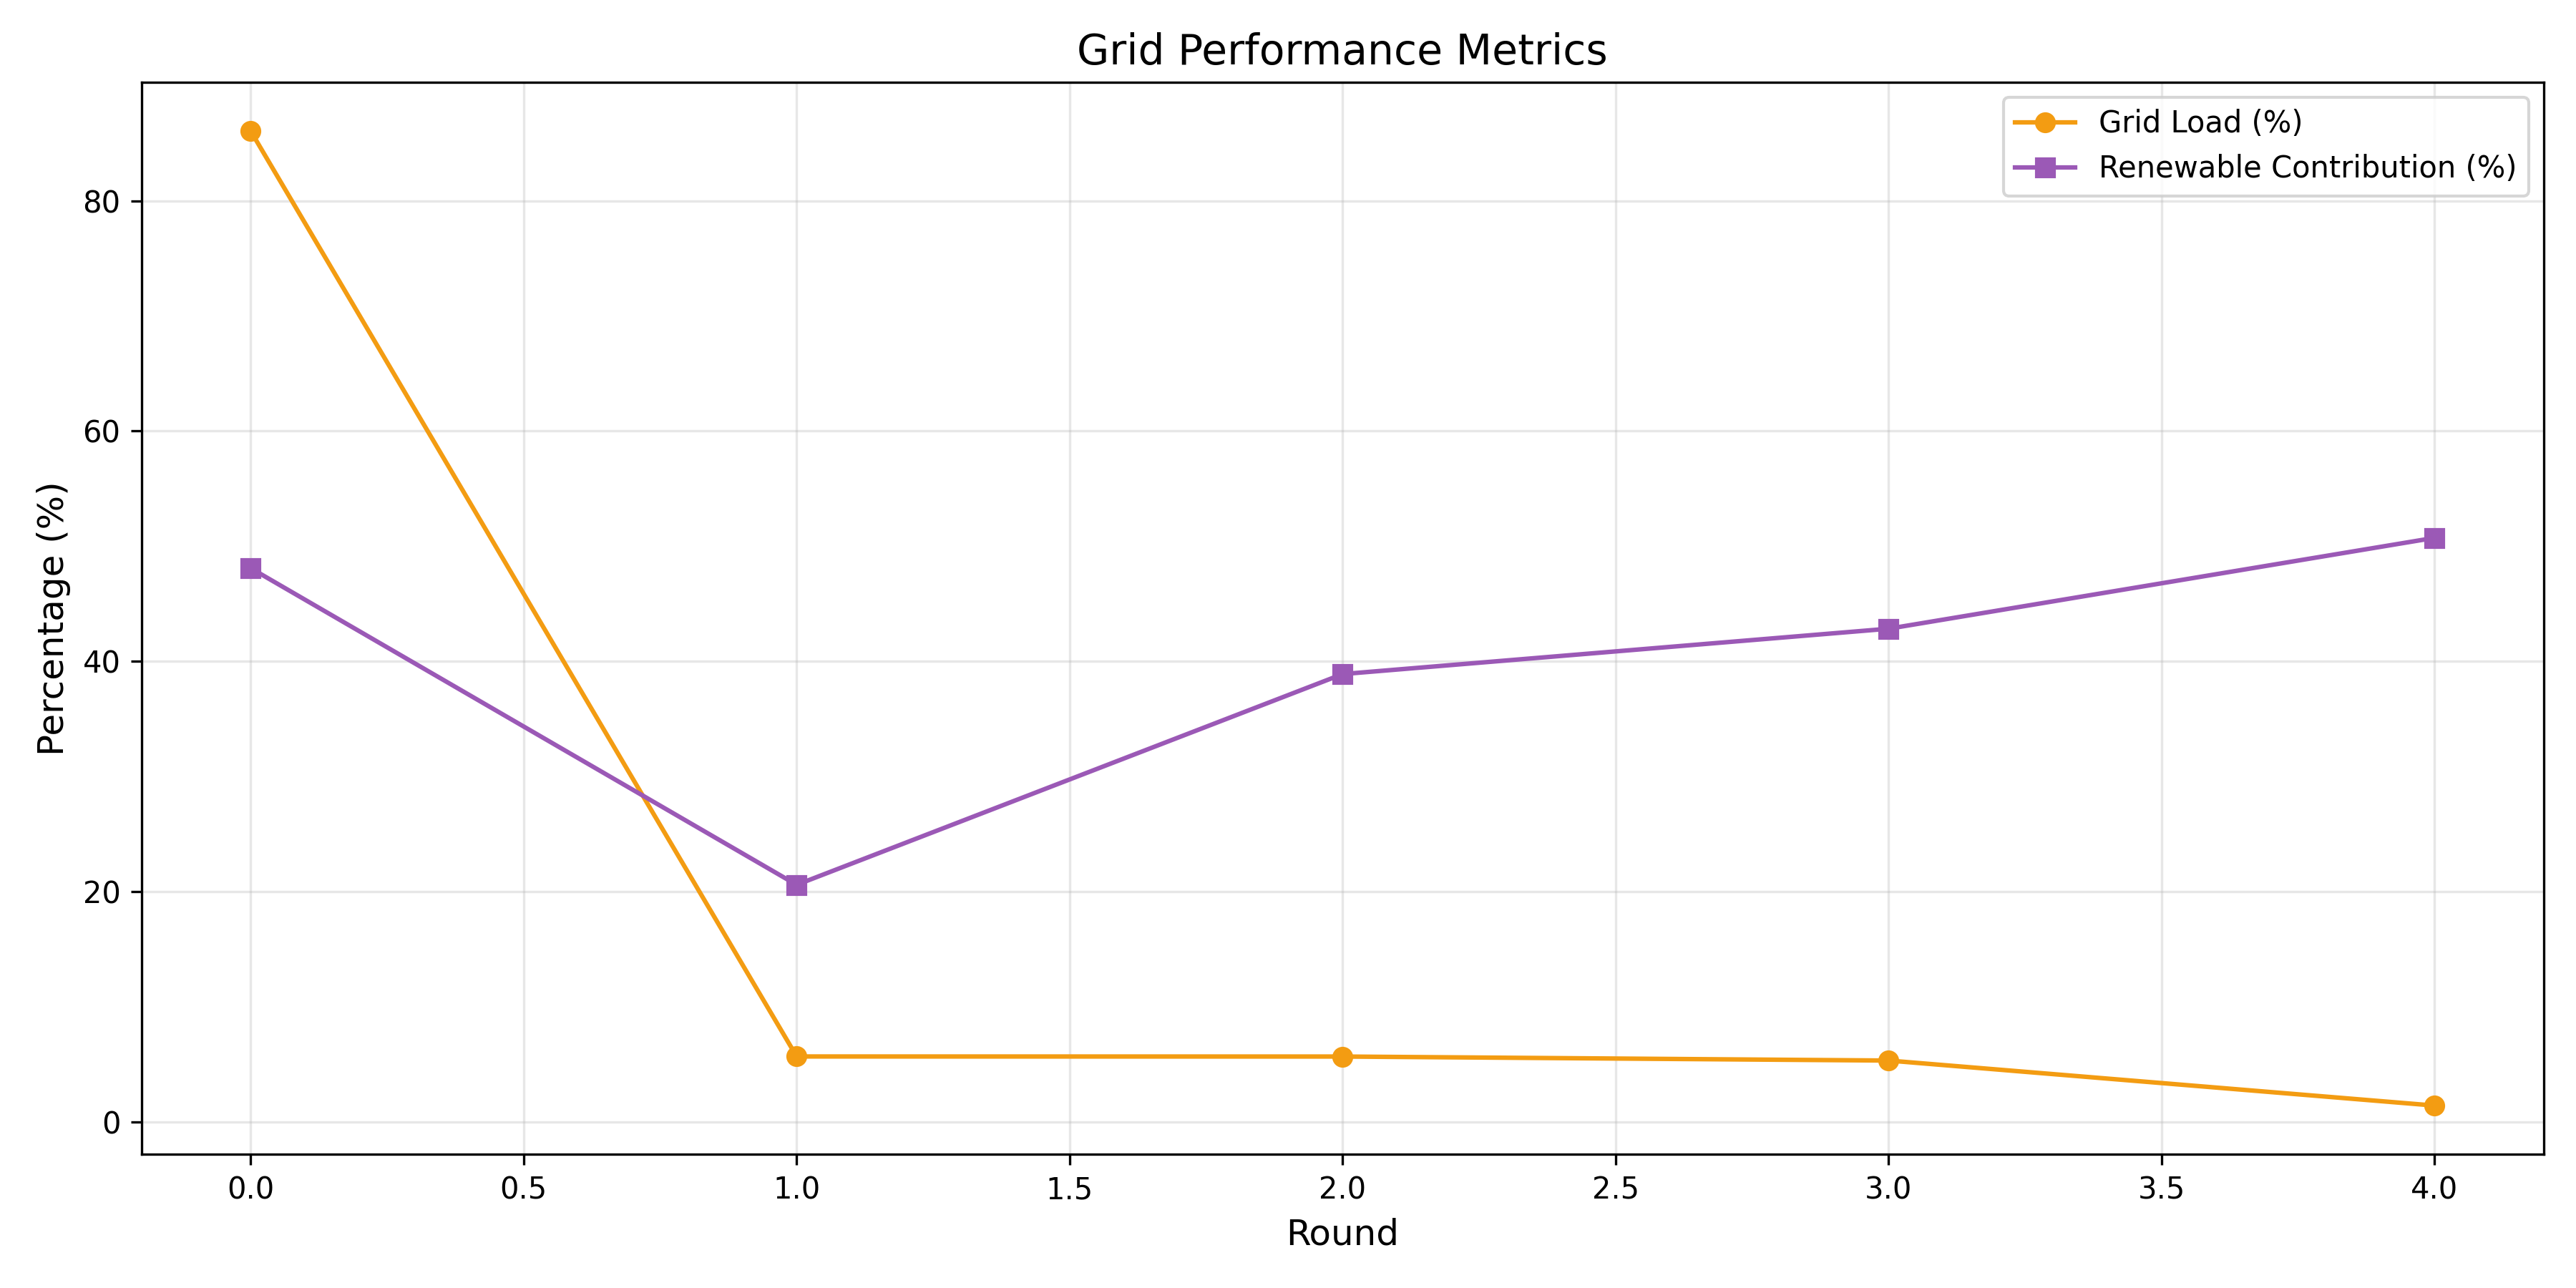 Grid Performance Metrics
Grid Load (%)
Renewable Contribution (%)
Percentage (%)
80
60
40
20
0
0.0 0.5 1.0 1.5 2.0 2.5 3.0 3.5 4.0
Round